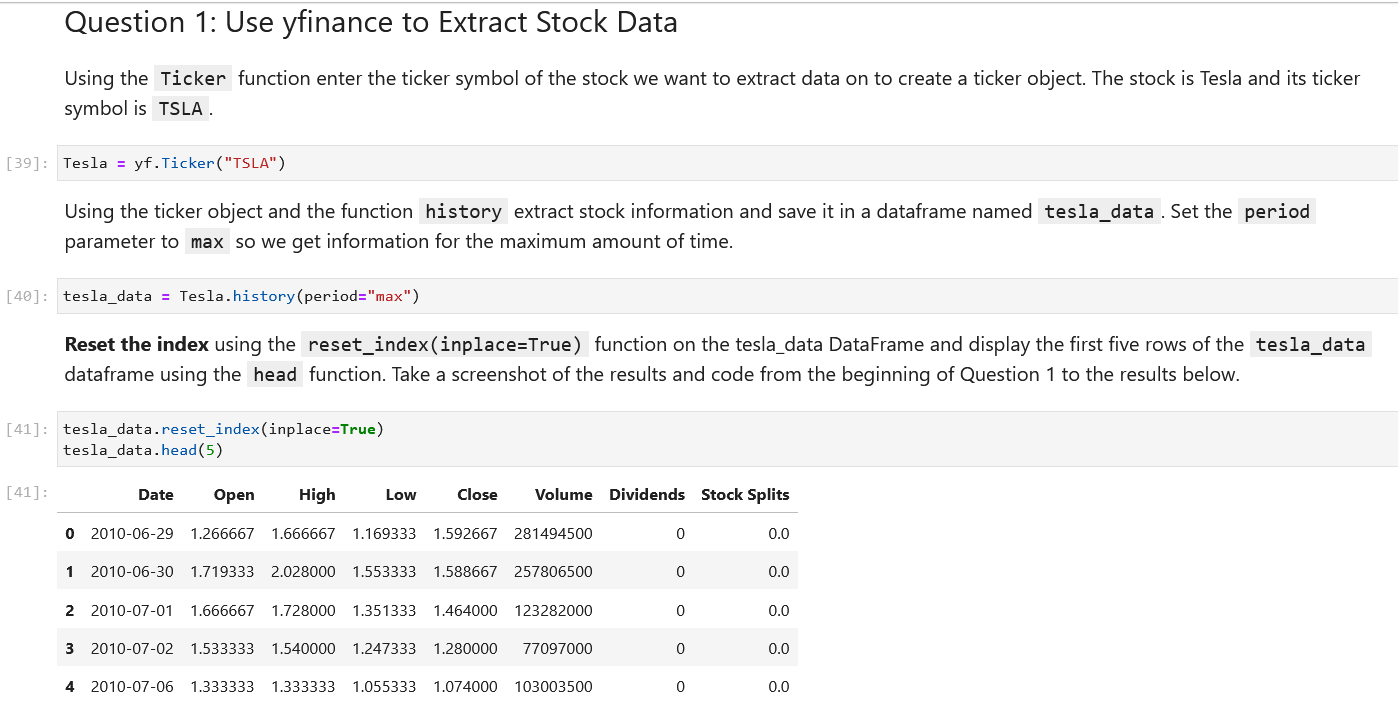 Question 1: Use yfinance to Extract Stock Data
Using the Ticker function enter the ticker symbol of the stock we want to extract data on to create a ticker object. The stock is Tesla and its ticker
symbol is TSLA .
[39]: Tesla = yf.Ticker("TSLA")
Using the ticker object and the function history extract stock information and save it in a dataframe named tesla_data . Set the period
parameter to max so we get information for the maximum amount of time.
[40]: tesla_data = Tesla.history(period="max")
Reset the index using the reset_index(inplace=True) function on the tesla_data DataFrame and display the first five rows of the tesla_data
dataframe using the head function. Take a screenshot of the results and code from the beginning of Question 1 to the results below.
[41]: tesla_data.reset_index(inplace=True)
tesla_data.head(5)
[41]: Date Open High Low Close Volume Dividends Stock Splits
0 2010-06-29 1.266667 1.666667 1.169333 1.592667 281494500 0 0.0
1 2010-06-30 1.719333 2.028000 1.553333 1.588667 257806500 0 0.0
2 2010-07-01 1.666667 1.728000 1.351333 1.464000 123282000 0 0.0
3 2010-07-02 1.533333 1.540000 1.247333 1.280000 77097000 0 0.0
4 2010-07-06 1.333333 1.333333 1.055333 1.074000 103003500 0 0.0